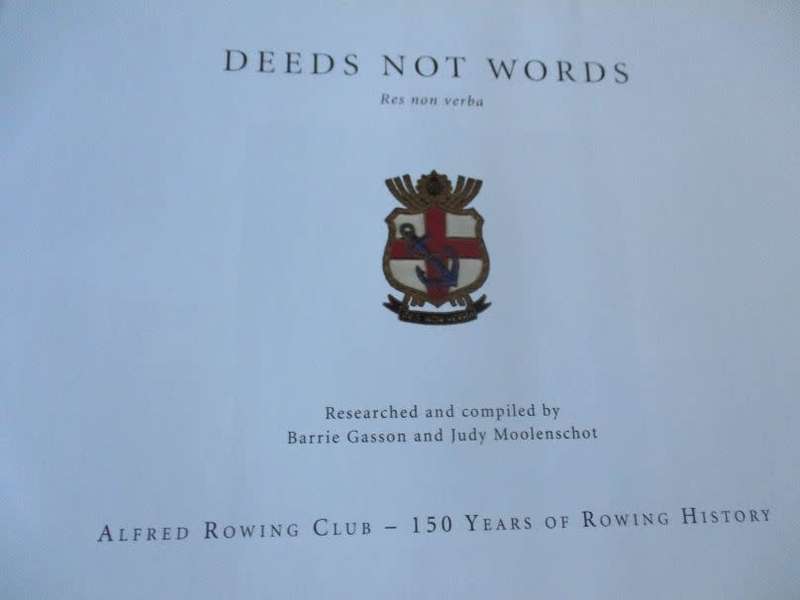 DEEDS NOT WORDS
Res non verba
Researched and compiled by
Barrie Gasson and Judy Moolenschot
ALFRED ROWING CLUB – 150 YEARS OF ROWING HISTORY